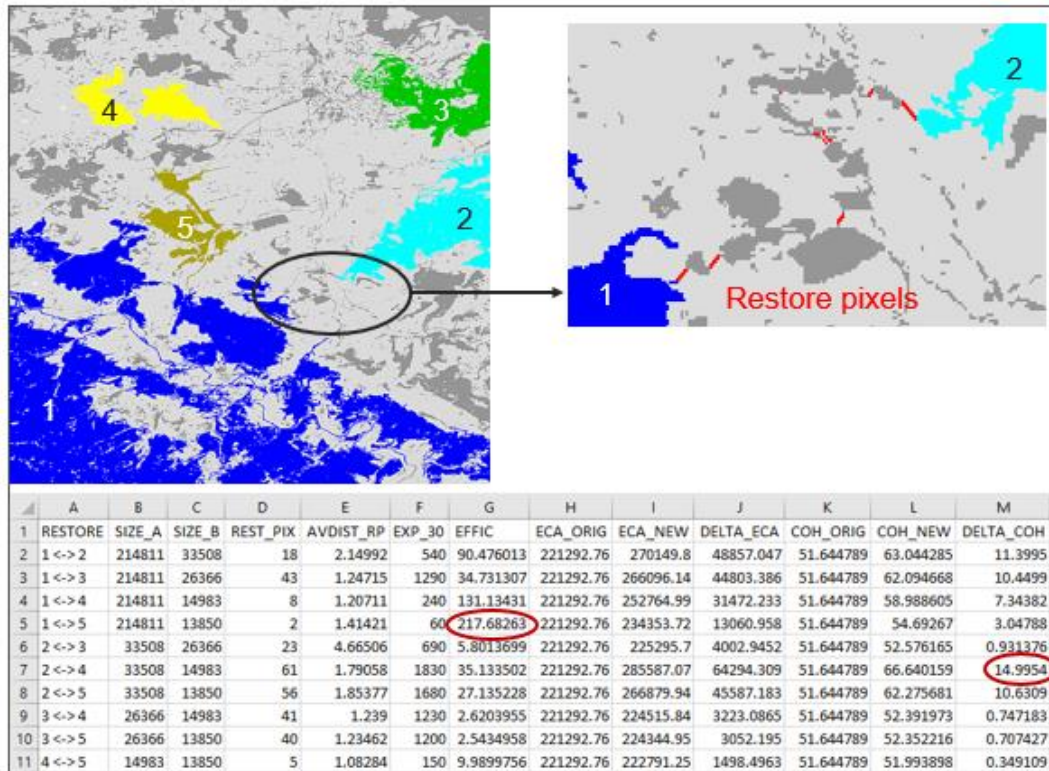 4
3
2
5
1
2
1
Restore pixels
A B C D E F G H I J K L M
1 RESTORE SIZE_A SIZE_B REST_PIX AVDIST_RP EXP_30 EFFIC ECA_ORIG ECA_NEW DELTA_ECA COH_ORIG COH_NEW DELTA_COH
2 1 <-> 2 214811 33508 18 2.14992 540 90.476013 221292.76 270149.8 48857.047 51.644789 63.044285 11.3995
3 1 <-> 3 214811 26366 43 1.24715 1290 34.731307 221292.76 266096.14 44803.386 51.644789 62.094668 10.4499
4 1 <-> 4 214811 14983 8 1.20711 240 131.13431 221292.76 252764.99 31472.233 51.644789 58.988605 7.34382
5 1 <-> 5 214811 13850 2 1.41421 60 217.68263 221292.76 234353.72 13060.958 51.644789 54.69267 3.04788
6 2 <-> 3 33508 26366 23 4.66506 690 5.8013699 221292.76 225295.7 4002.9452 51.644789 52.576165 0.931376
7 2 <-> 4 33508 14983 61 1.79058 1830 35.133502 221292.76 285587.07 64294.309 51.644789 66.640159 14.9954
8 2 <-> 5 33508 13850 56 1.85377 1680 27.135228 221292.76 266879.94 45587.183 51.644789 62.275681 10.6309
9 3 <-> 4 26366 14983 41 1.239 1230 2.6203955 221292.76 224515.84 3223.0865 51.644789 52.391973 0.747183
10 3 <-> 5 26366 13850 40 1.23462 1200 2.5434958 221292.76 224344.95 3052.195 51.644789 52.352216 0.707427
11 4 <-> 5 14983 13850 5 1.08284 150 9.9899756 221292.76 222791.25 1498.4963 51.644789 51.993898 0.349109